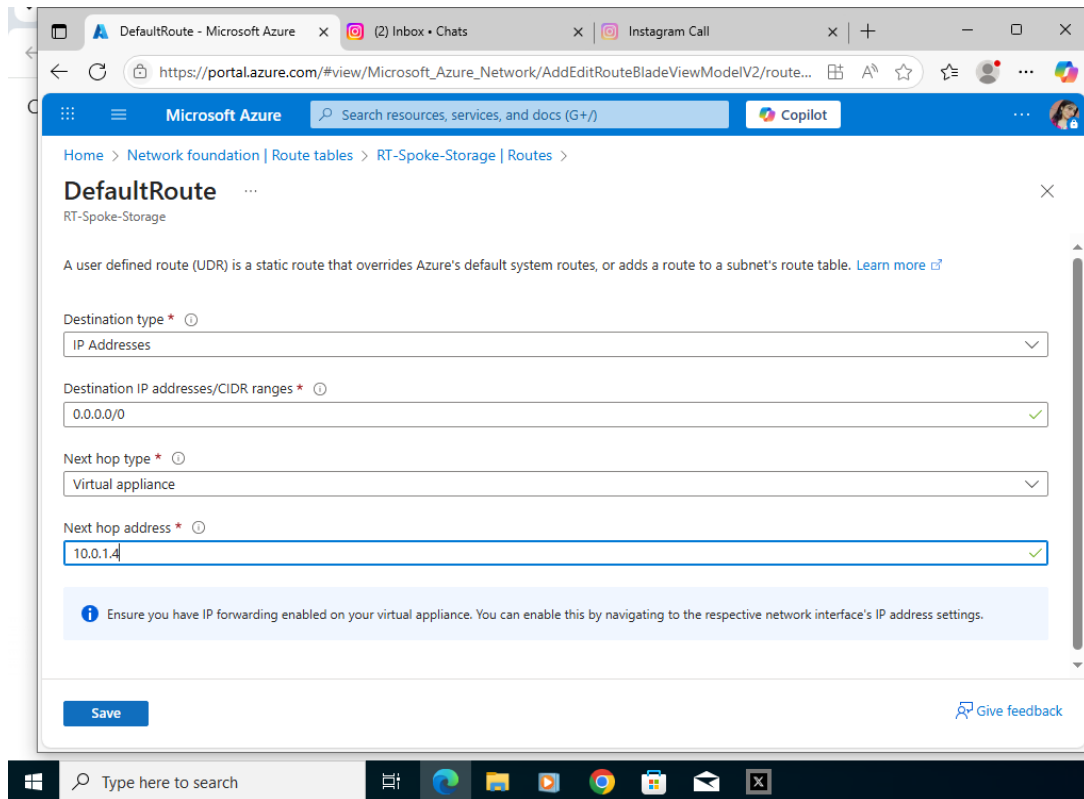 DefaultRoute - Microsoft Azure
(2) Inbox • Chats
Instagram Call
https://portal.azure.com/#view/Microsoft_Azure_Network/AddEditRouteBladeViewModelV2/route...
Microsoft Azure
Search resources, services, and docs (G+/)
Copilot
Home > Network foundation | Route tables > RT-Spoke-Storage | Routes >
DefaultRoute
RT-Spoke-Storage
A user defined route (UDR) is a static route that overrides Azure's default system routes, or adds a route to a subnet's route table. Learn more
Destination type *
IP Addresses
Destination IP addresses/CIDR ranges *
0.0.0.0/0
Next hop type *
Virtual appliance
Next hop address *
10.0.1.4
Ensure you have IP forwarding enabled on your virtual appliance. You can enable this by navigating to the respective network interface's IP address settings.
Save
Give feedback
Type here to search